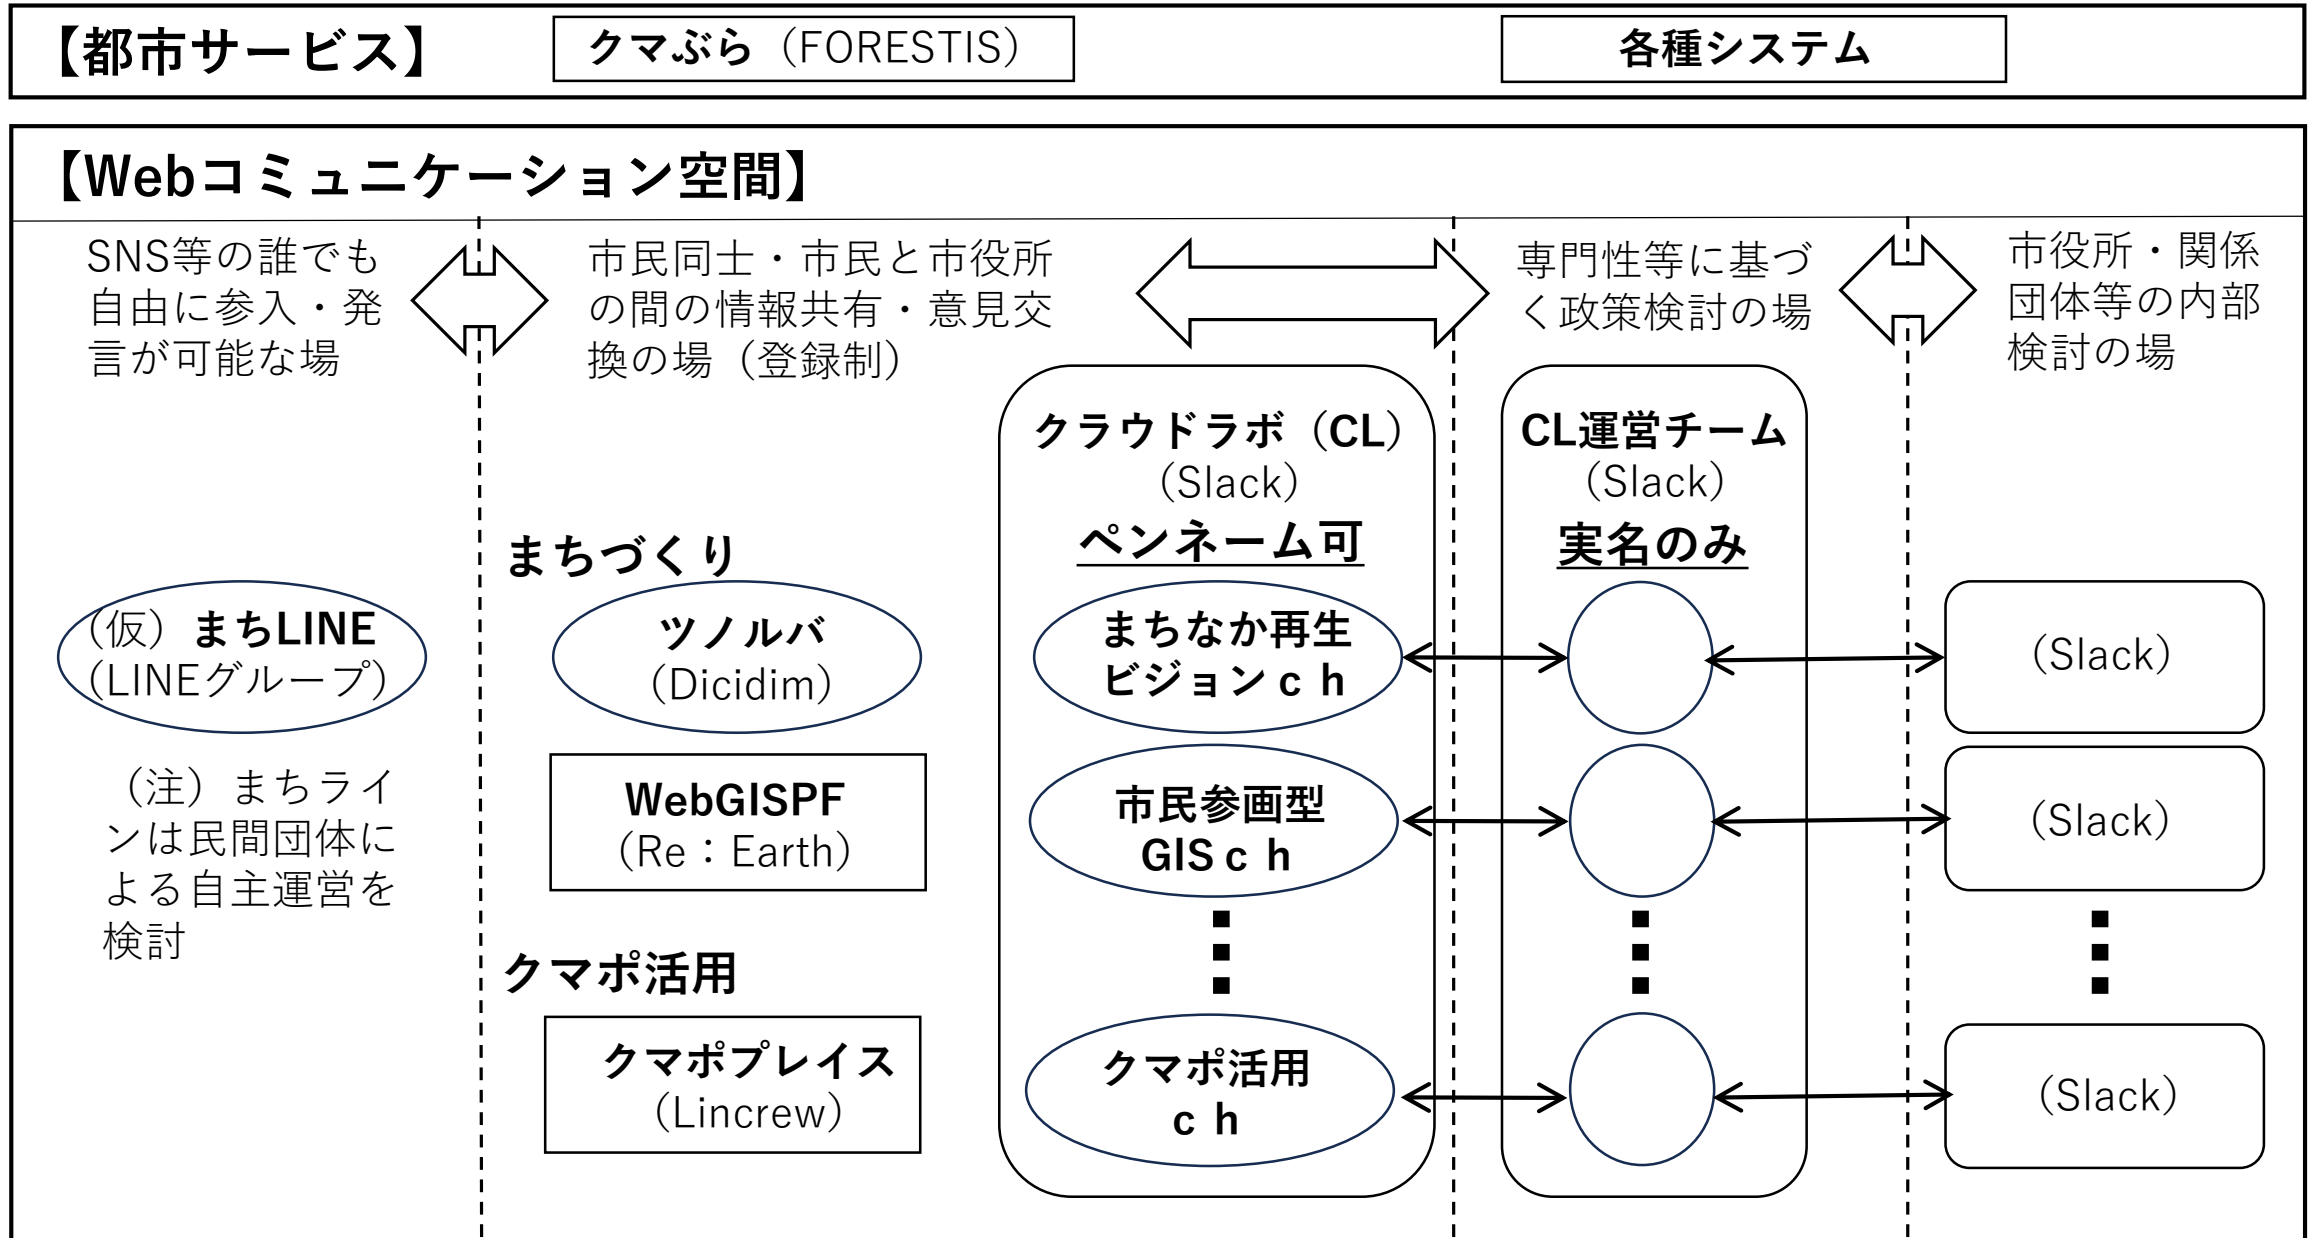 【都市サービス】
クマぶら（FORESTIS）
各種システム
【Webコミュニケーション空間】
SNS等の誰でも
自由に参入・発
言が可能な場
市民同士・市民と市役所
の間の情報共有・意見交
換の場（登録制）
専門性等に基づ
く政策検討の場
市役所・関係
団体等の内部
検討の場
（仮）まちLINE
（LINEグループ）
（注）まちライ
ンは民間団体に
よる自主運営を
検討
まちづくり
ツノルバ
（Dicidim）
WebGISPF
（Re：Earth）
クマポ活用
クマポプレイス
（Lincrew）
クラウドラボ（CL）
（Slack）
ペンネーム可
まちなか再生
ビジョンｃｈ
市民参画型
GISｃｈ
クマポ活用
ｃｈ
CL運営チーム
（Slack）
実名のみ
（Slack）
（Slack）
（Slack）